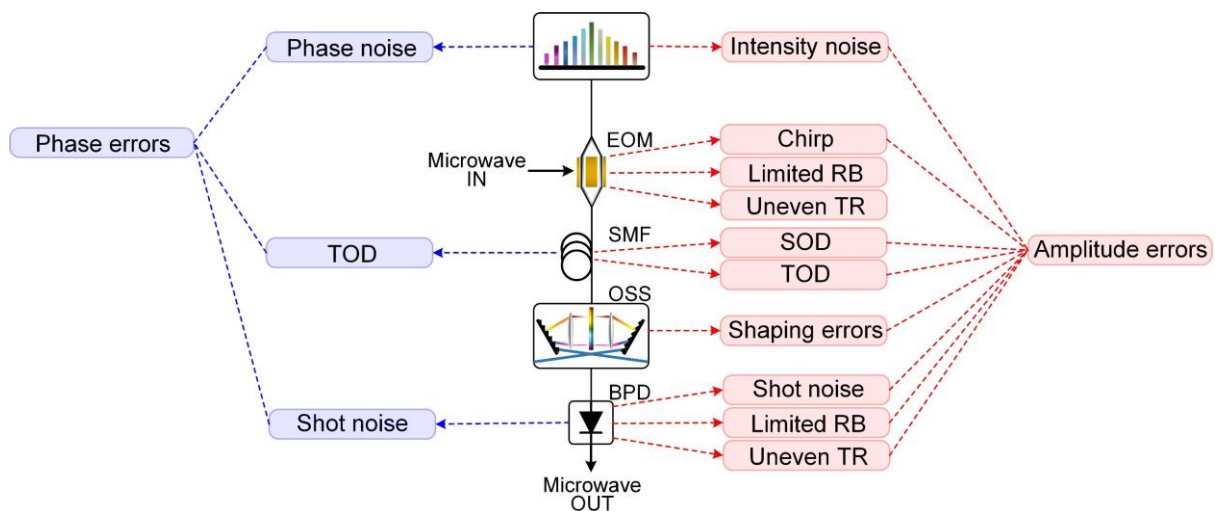 Phase noise
Intensity noise
EOM
Chirp
Phase errors
Microwave
IN
Limited RB
Uneven TR
SMF
SOD
TOD
TOD
Amplitude errors
OSS
Shaping errors
BPD
Shot noise
Shot noise
Limited RB
Uneven TR
Microwave
OUT